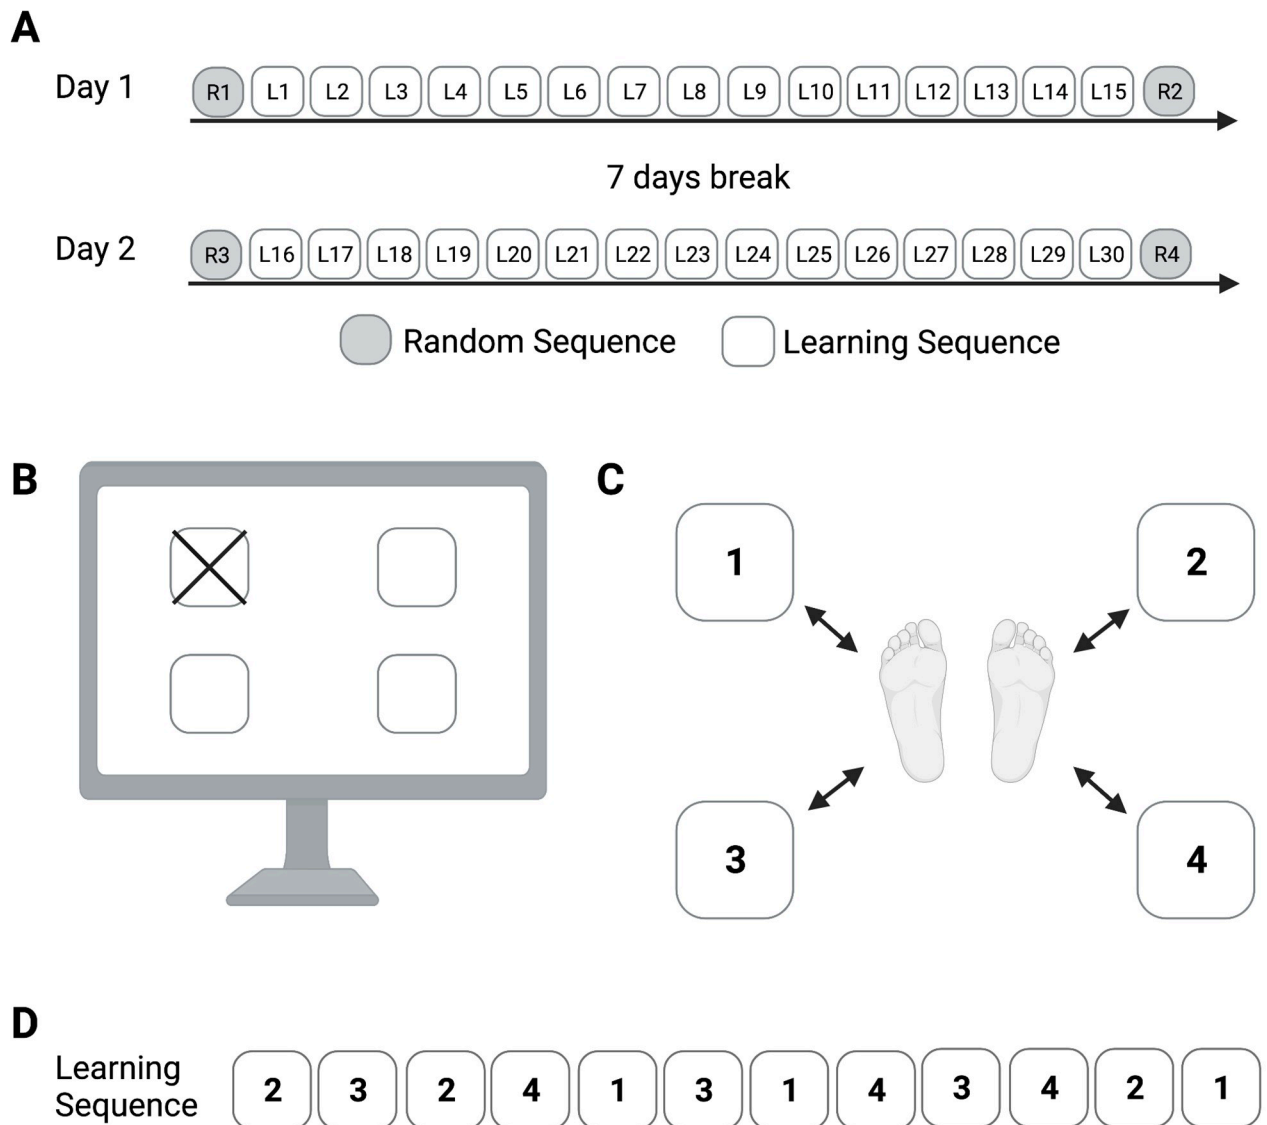 A
Day 1 R1 L1 L2 L3 L4 L5 L6 L7 L8 L9 L10 L11 L12 L13 L14 L15 R2
7 days break
Day 2 R3 L16 L17 L18 L19 L20 L21 L22 L23 L24 L25 L26 L27 L28 L29 L30 R4
Random Sequence Learning Sequence
B
C
1 2
3 4
D
Learning
Sequence
2 3 2 4 1 3 1 4 3 4 2 1